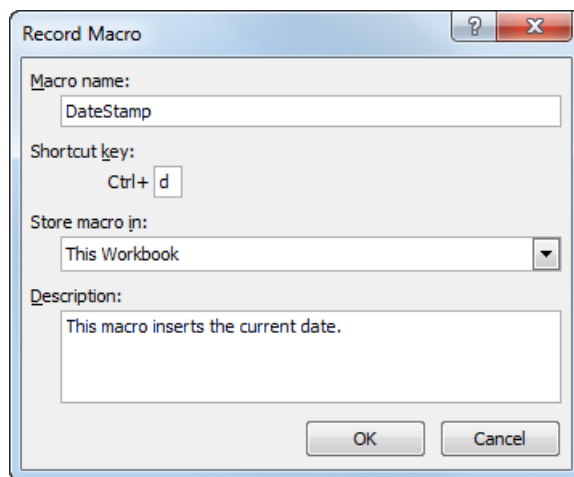 Record Macro
Macro name:
DateStamp
Shortcut key:
Ctrl+ d
Store macro in:
This Workbook
Description:
This macro inserts the current date.
OK Cancel